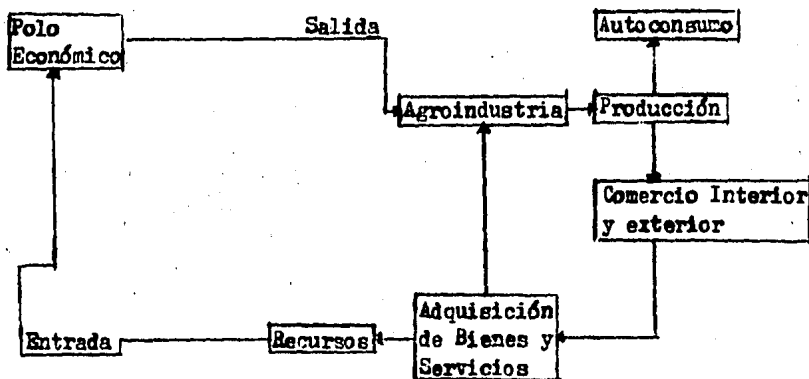 Polo
Económico
Salida
Autoconsumo
Agroindustria
Producción
Comercio Interior
y exterior
Adquisición
de Bienes y
Servicios
Recursos
Entrada